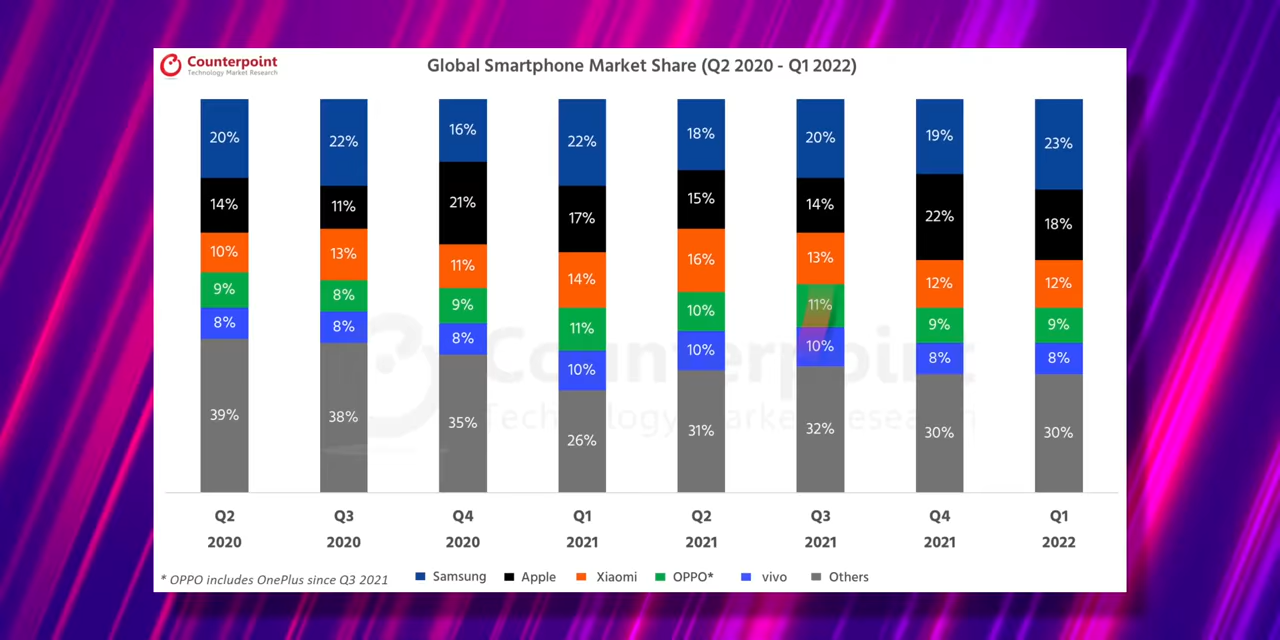 Counterpoint
Technology Market Research
Global Smartphone Market Share (Q2 2020 - Q1 2022)
20% 22% 16% 22% 18% 20% 19% 23%
14% 11% 21% 17% 15% 14% 22% 18%
10% 13% 11% 14% 16% 13% 12% 12%
9% 8% 9% 11% 10% 11% 9% 9%
8% 8% 8% 10% 10% 10% 8% 8%
39% 38% 35% 26% 31% 32% 30% 30%
Counterpoint
Technology Market Research
Q2 Q3 Q4 Q1 Q2 Q3 Q4 Q1
2020 2020 2020 2021 2021 2021 2021 2022
* OPPO includes OnePlus since Q3 2021
Samsung Apple Xiaomi OPPO* vivo Others